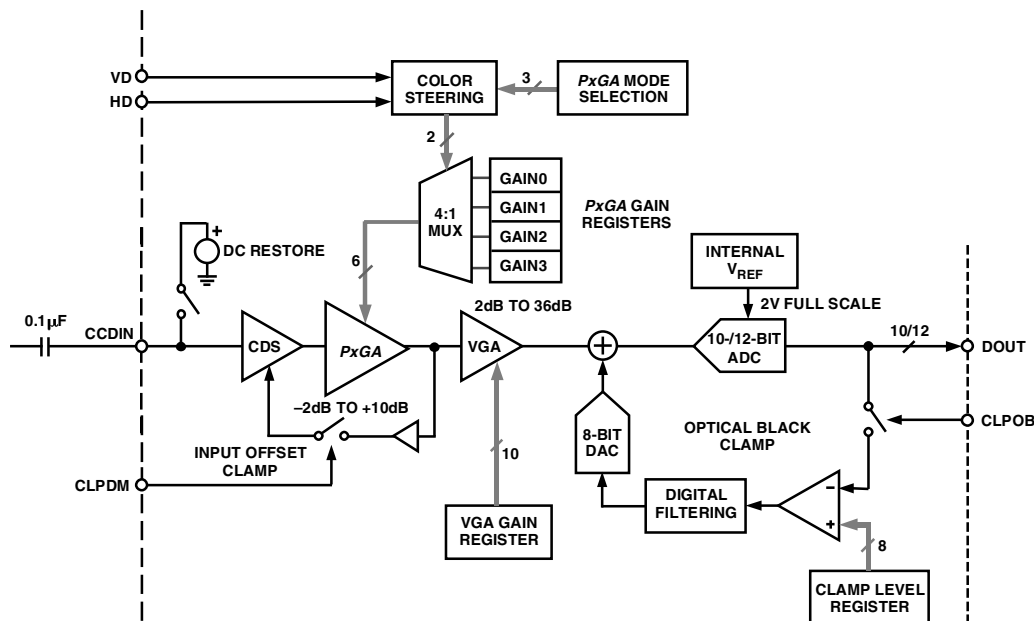 VD
HD
COLOR
STEERING
3
PxGA MODE
SELECTION
2
4:1
MUX
GAIN0
GAIN1
GAIN2
GAIN3
PxGA GAIN
REGISTERS
6
+
DC RESTORE
INTERNAL
VREF
2dB TO 36dB
2V FULL SCALE
0.1µF
CCDIN
CDS
PxGA
VGA
+
10-/12-BIT
ADC
10/12
DOUT
–2dB TO +10dB
INPUT OFFSET
CLAMP
CLPDM
10
VGA GAIN
REGISTER
8-BIT
DAC
OPTICAL BLACK
CLAMP
CLPOB
DIGITAL
FILTERING
–
+
8
CLAMP LEVEL
REGISTER